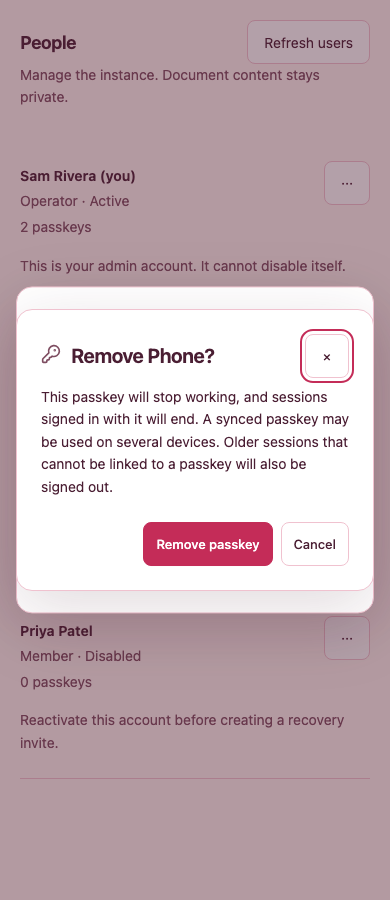 People
Refresh users
Manage the instance. Document content stays
private.
Sam Rivera (you)
...
Operator · Active
2 passkeys
This is your admin account. It cannot disable itself.
Remove Phone?
×
This passkey will stop working, and sessions
signed in with it will end. A synced passkey may
be used on several devices. Older sessions that
cannot be linked to a passkey will also be
signed out.
Remove passkey
Cancel
Priya Patel
...
Member · Disabled
0 passkeys
Reactivate this account before creating a recovery
invite.